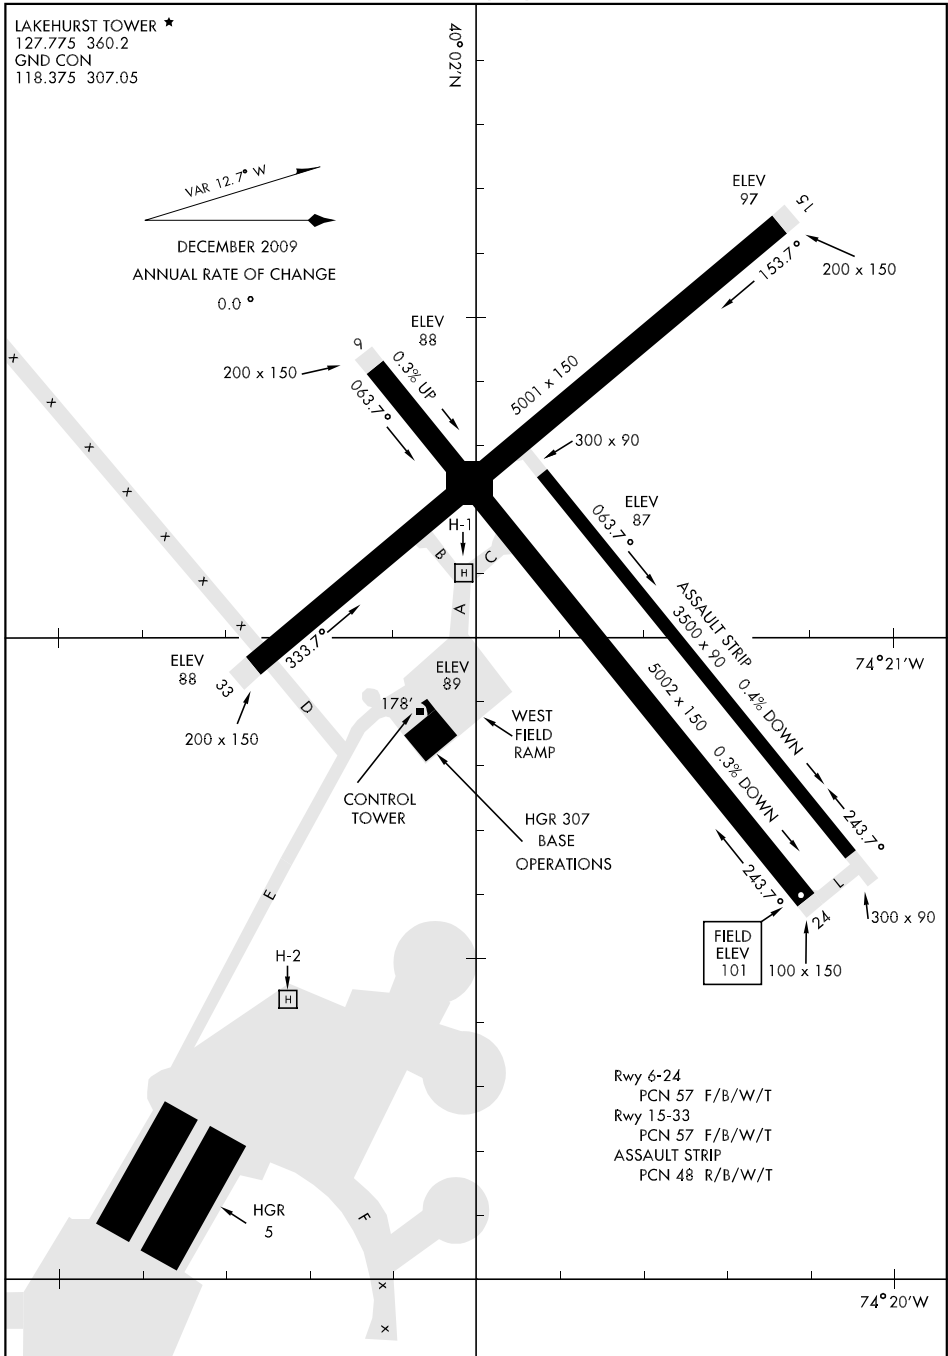 LAKEHURST TOWER ★
127.775 360.2
GND CON
118.375 307.05
40°02'N
VAR 12.7° W
DECEMBER 2009
ANNUAL RATE OF CHANGE
0.0 °
ELEV
97
15
153.7°
200 x 150
ELEV
88
6
200 x 150
0.3% UP
063.7°
5001 x 150
300 x 90
ELEV
87
063.7°
H-1
H
B
C
A
ASSAULT STRIP
3500 x 90
0.4% DOWN
74°21'W
333.7°
ELEV
88
33
200 x 150
D
ELEV
89
178'
WEST
FIELD
RAMP
5002 x 150
0.3% DOWN
CONTROL
TOWER
HGR 307
BASE
OPERATIONS
243.7°
243.7°
L
24
300 x 90
FIELD
ELEV
101
100 x 150
E
H-2
H
Rwy 6-24
PCN 57 F/B/W/T
Rwy 15-33
PCN 57 F/B/W/T
ASSAULT STRIP
PCN 48 R/B/W/T
HGR
5
F
74°20'W
x
x
x
x
x
x
x
x
x